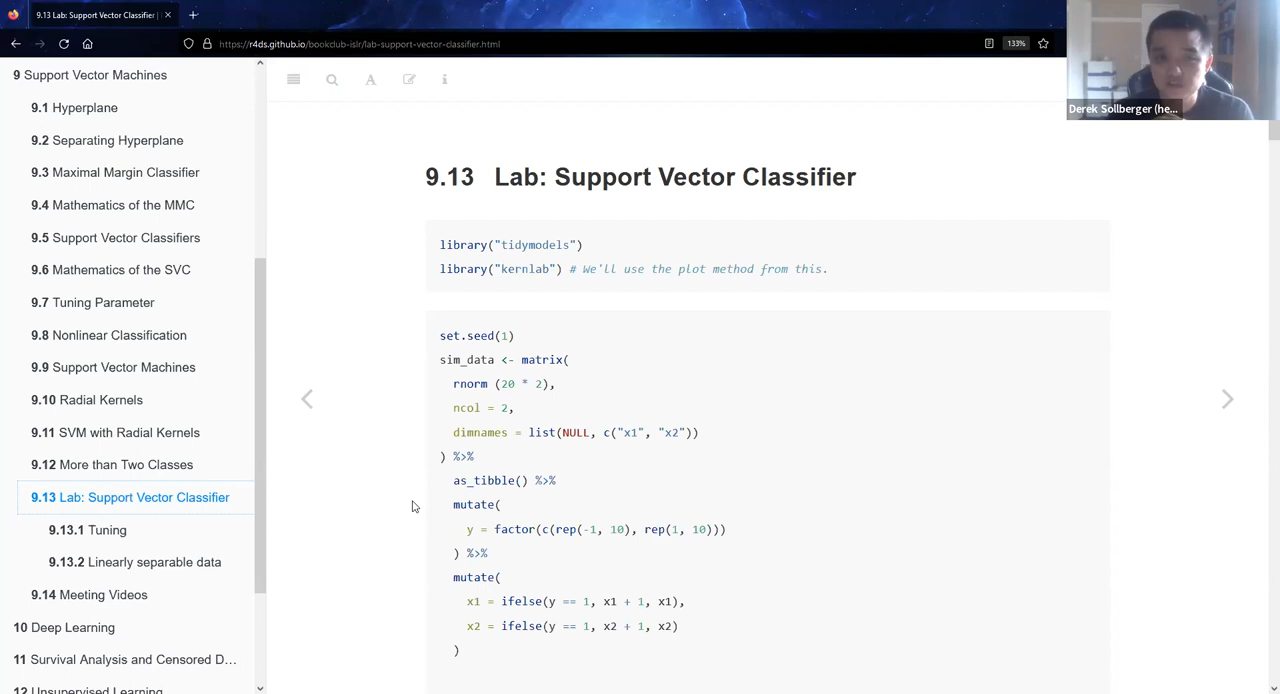 9.13 Lab: Support Vector Classifier |
https://r4ds.github.io/bookclub-islr/lab-support-vector-classifier.html
133%
Derek Sollberger (he...
9 Support Vector Machines
9.1 Hyperplane
9.2 Separating Hyperplane
9.3 Maximal Margin Classifier
9.4 Mathematics of the MMC
9.5 Support Vector Classifiers
9.6 Mathematics of the SVC
9.7 Tuning Parameter
9.8 Nonlinear Classification
9.9 Support Vector Machines
9.10 Radial Kernels
9.11 SVM with Radial Kernels
9.12 More than Two Classes
9.13 Lab: Support Vector Classifier
9.13.1 Tuning
9.13.2 Linearly separable data
9.14 Meeting Videos
10 Deep Learning
11 Survival Analysis and Censored D...
12 Unsupervised Learning
9.13 Lab: Support Vector Classifier
library("tidymodels")
library("kernlab") # We'll use the plot method from this.
set.seed(1)
sim_data <- matrix(
rnorm (20 * 2),
ncol = 2,
dimnames = list(NULL, c("x1", "x2"))
) %>%
as_tibble() %>%
mutate(
y = factor(c(rep(-1, 10), rep(1, 10)))
) %>%
mutate(
x1 = ifelse(y == 1, x1 + 1, x1),
x2 = ifelse(y == 1, x2 + 1, x2)
)